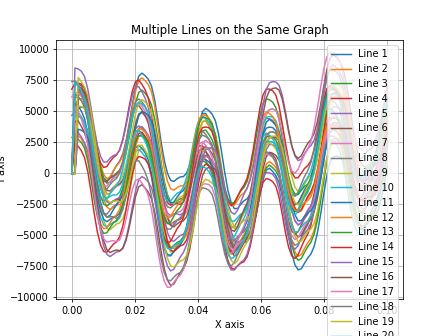 Multiple Lines on the Same Graph
10000
7500
5000
2500
0
−2500
−5000
−7500
−10000
0.00
0.02
0.04
0.06
X axis
axis
Line 1
Line 2
Line 3
Line 4
Line 5
Line 6
Line 7
Line 8
Line 9
Line 10
Line 11
Line 12
Line 13
Line 14
Line 15
Line 16
Line 17
Line 18
Line 19
Line 20